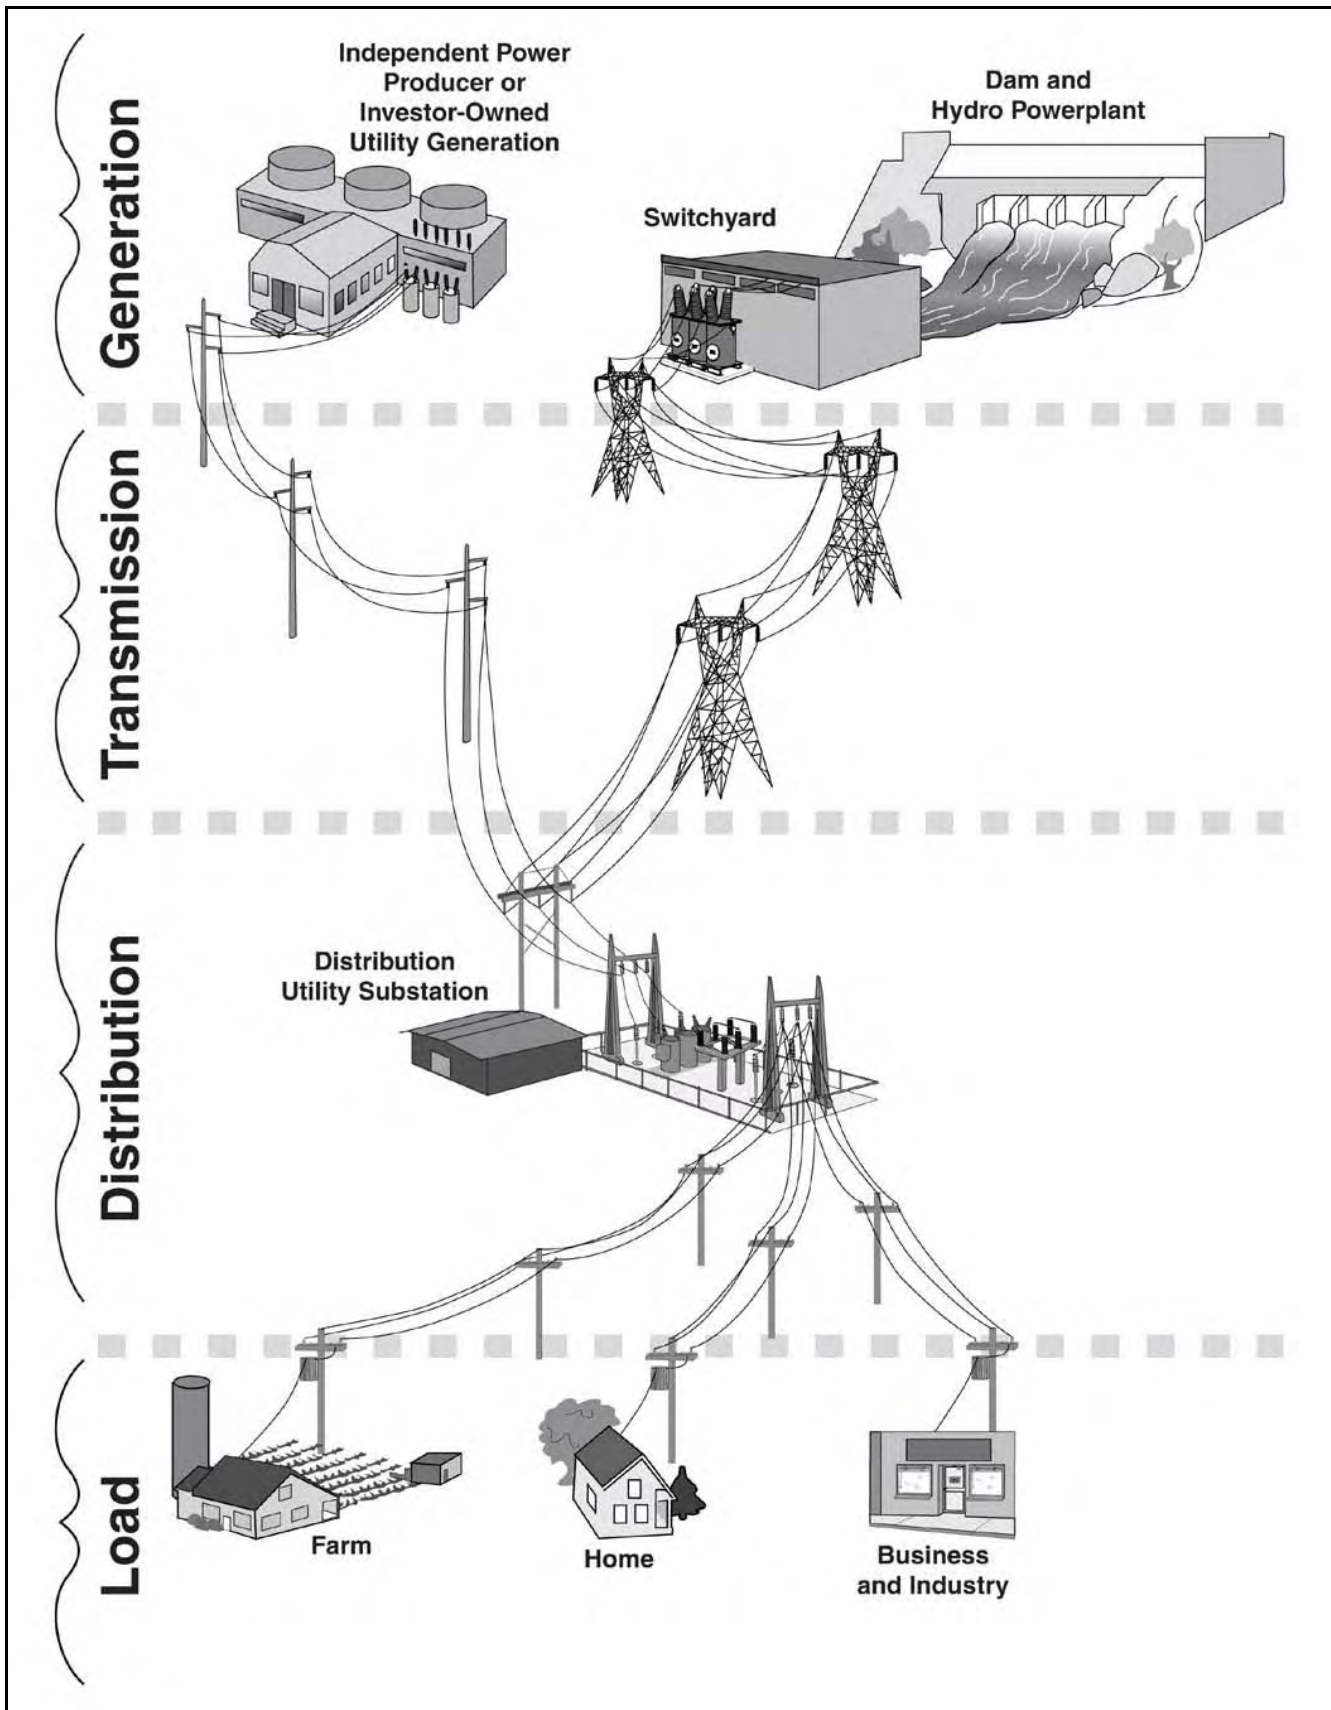 Generation
Independent Power
Producer or
Investor-Owned
Utility Generation
Dam and
Hydro Powerplant
Switchyard
Transmission
Distribution
Distribution
Utility Substation
Load
Farm
Home
Business
and Industry